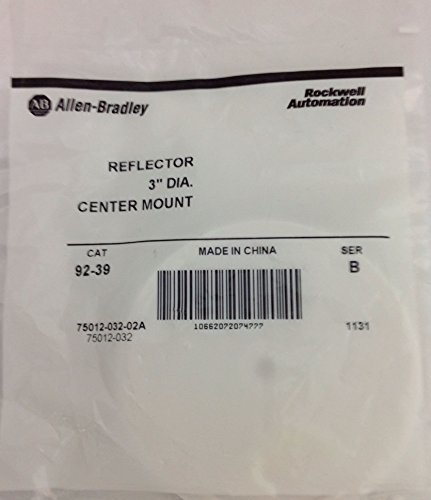 AB Allen-Bradley
Rockwell
Automation
REFLECTOR
3" DIA.
CENTER MOUNT
CAT MADE IN CHINA SER
92-39 B
75012-032-02A 10662072074777 1131
75012-032